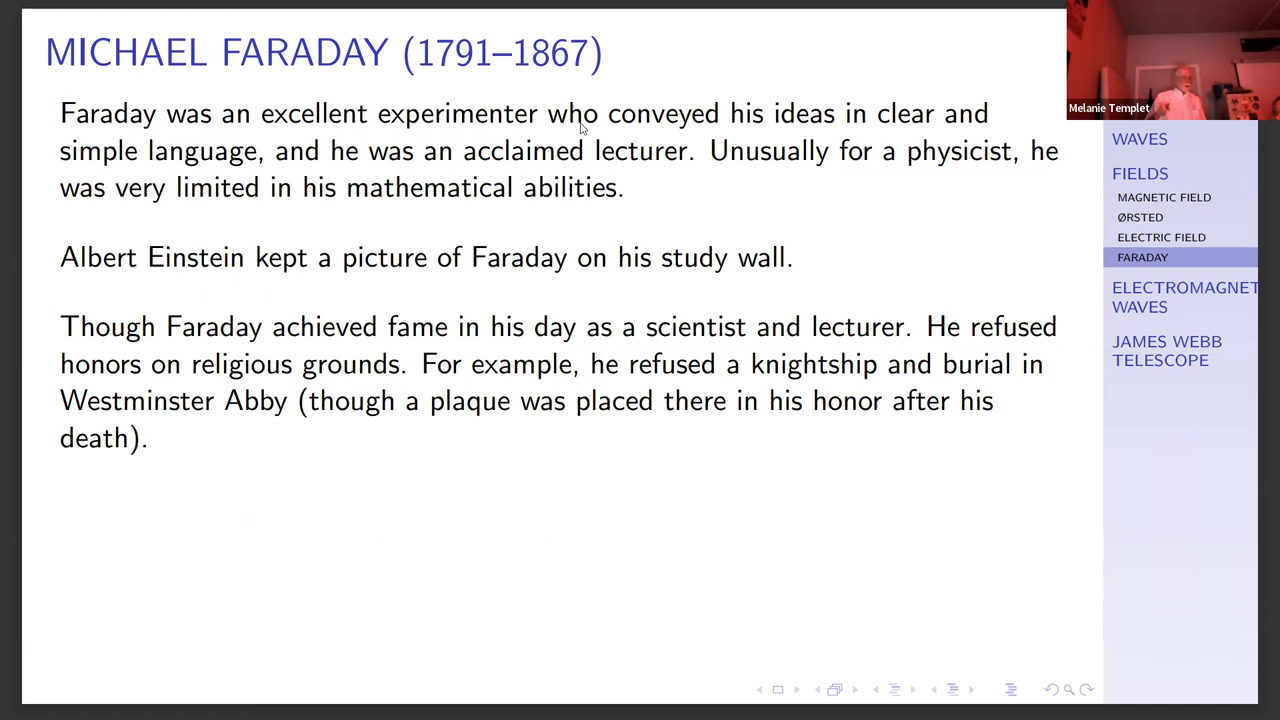 MICHAEL FARADAY (1791–1867)
Faraday was an excellent experimenter who conveyed his ideas in clear and
simple language, and he was an acclaimed lecturer. Unusually for a physicist, he
was very limited in his mathematical abilities.
Albert Einstein kept a picture of Faraday on his study wall.
Though Faraday achieved fame in his day as a scientist and lecturer. He refused
honors on religious grounds. For example, he refused a knightship and burial in
Westminster Abby (though a plaque was placed there in his honor after his
death).
Melanie Templet
WAVES
FIELDS
MAGNETIC FIELD
ØRSTED
ELECTRIC FIELD
FARADAY
ELECTROMAGNET
WAVES
JAMES WEBB
TELESCOPE